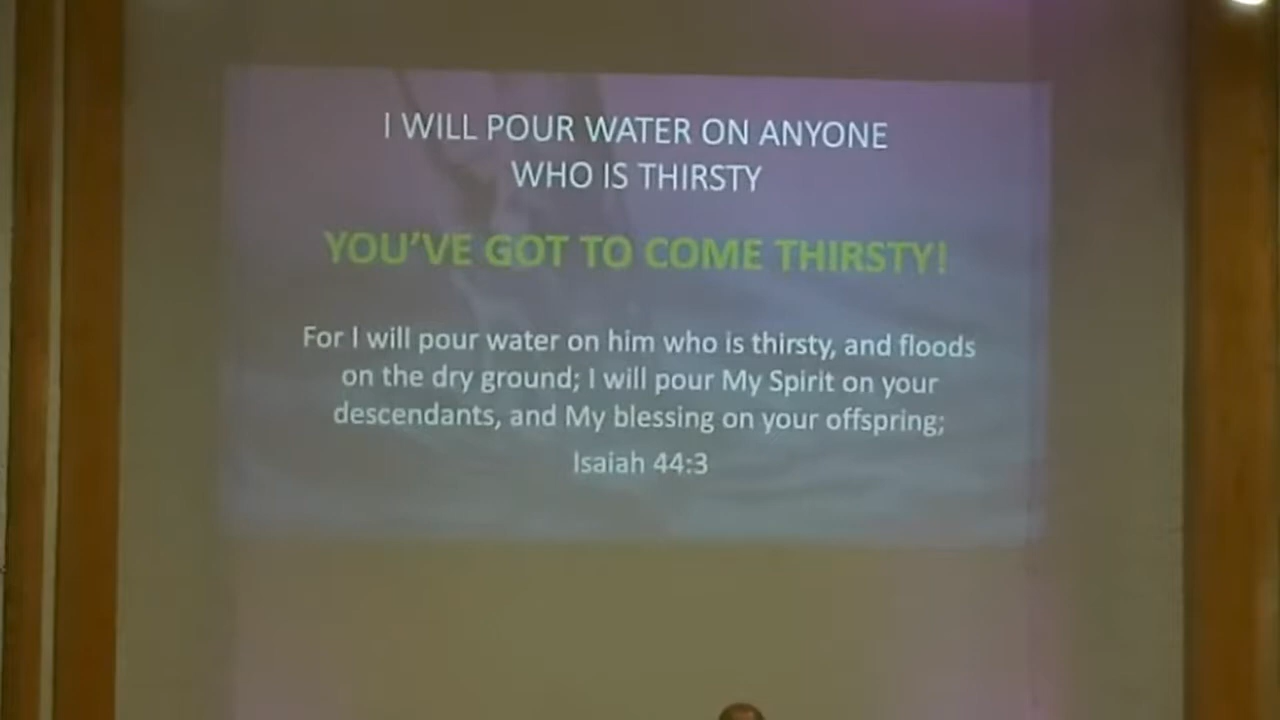 I WILL POUR WATER ON ANYONE
WHO IS THIRSTY
YOU'VE GOT TO COME THIRSTY!
For I will pour water on him who is thirsty, and floods
on the dry ground; I will pour My Spirit on your
descendants, and My blessing on your offspring;
Isaiah 44:3